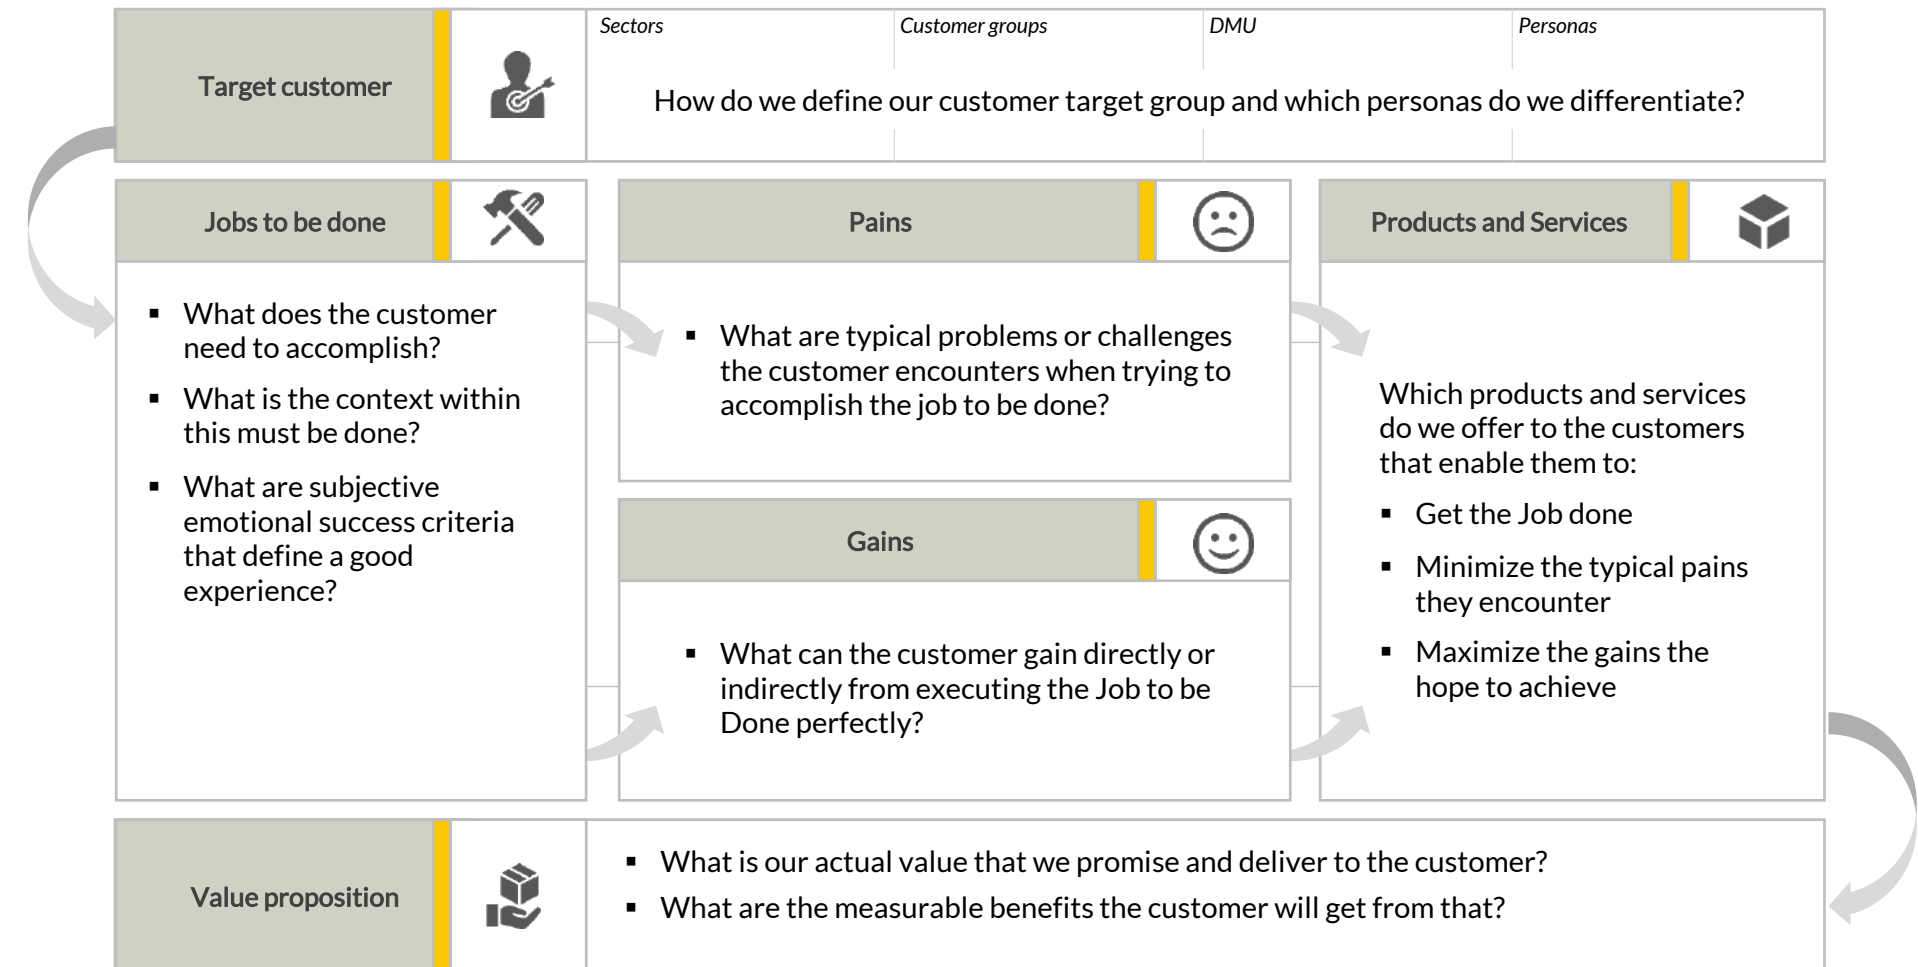 Sectors
Customer groups
DMU
Personas
Target customer
How do we define our customer target group and which personas do we differentiate?
Jobs to be done
▪ What does the customer
need to accomplish?
▪ What is the context within
this must be done?
▪ What are subjective
emotional success criteria
that define a good
experience?
Pains
▪ What are typical problems or challenges
the customer encounters when trying to
accomplish the job to be done?
Gains
▪ What can the customer gain directly or
indirectly from executing the Job to be
Done perfectly?
Products and Services
Which products and services
do we offer to the customers
that enable them to:
▪ Get the Job done
▪ Minimize the typical pains
they encounter
▪ Maximize the gains the
hope to achieve
Value proposition
▪ What is our actual value that we promise and deliver to the customer?
▪ What are the measurable benefits the customer will get from that?